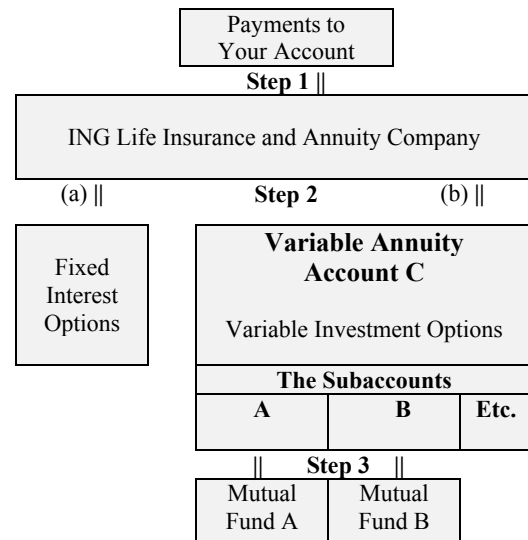 Payments to
Your Account
Step 1 ||
ING Life Insurance and Annuity Company
(a) || Step 2 (b) ||
Fixed
Interest
Options
Variable Annuity
Account C
Variable Investment Options
The Subaccounts
A B Etc.
|| Step 3 ||
Mutual
Fund A
Mutual
Fund B